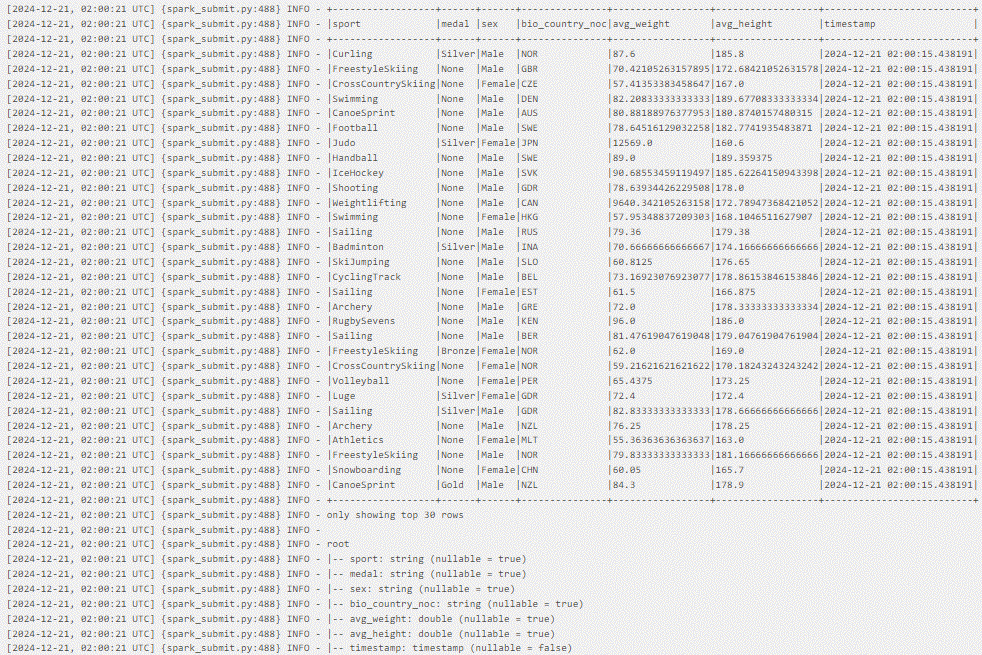 [2024-12-21, 02:00:21 UTC] {spark_submit.py:488} INFO - +------------------+------+------+---------------+-----------------+------------------+--------------------------+
[2024-12-21, 02:00:21 UTC] {spark_submit.py:488} INFO - |sport             |medal |sex   |bio_country_noc|avg_weight       |avg_height        |timestamp                 |
[2024-12-21, 02:00:21 UTC] {spark_submit.py:488} INFO - +------------------+------+------+---------------+-----------------+------------------+--------------------------+
[2024-12-21, 02:00:21 UTC] {spark_submit.py:488} INFO - |Curling           |Silver|Male  |NOR            |87.6             |185.8             |2024-12-21 02:00:15.438191|
[2024-12-21, 02:00:21 UTC] {spark_submit.py:488} INFO - |FreestyleSkiing   |None  |Male  |GBR            |70.42105263157895|172.68421052631578|2024-12-21 02:00:15.438191|
[2024-12-21, 02:00:21 UTC] {spark_submit.py:488} INFO - |CrossCountrySkiing|None  |Female|CZE            |57.41353383458647|167.0             |2024-12-21 02:00:15.438191|
[2024-12-21, 02:00:21 UTC] {spark_submit.py:488} INFO - |Swimming          |None  |Male  |DEN            |82.20833333333333|189.67708333333334|2024-12-21 02:00:15.438191|
[2024-12-21, 02:00:21 UTC] {spark_submit.py:488} INFO - |CanoeSprint       |None  |Male  |AUS            |80.88188976377953|180.8740157480315 |2024-12-21 02:00:15.438191|
[2024-12-21, 02:00:21 UTC] {spark_submit.py:488} INFO - |Football          |None  |Male  |SWE            |78.64516129032258|182.7741935483871 |2024-12-21 02:00:15.438191|
[2024-12-21, 02:00:21 UTC] {spark_submit.py:488} INFO - |Judo              |Silver|Female|JPN            |12569.0          |160.6             |2024-12-21 02:00:15.438191|
[2024-12-21, 02:00:21 UTC] {spark_submit.py:488} INFO - |Handball          |None  |Male  |SWE            |89.0             |189.359375        |2024-12-21 02:00:15.438191|
[2024-12-21, 02:00:21 UTC] {spark_submit.py:488} INFO - |IceHockey         |None  |Male  |SVK            |90.68553459119497|185.62264150943398|2024-12-21 02:00:15.438191|
[2024-12-21, 02:00:21 UTC] {spark_submit.py:488} INFO - |Shooting          |None  |Male  |GDR            |78.63934426229508|178.0             |2024-12-21 02:00:15.438191|
[2024-12-21, 02:00:21 UTC] {spark_submit.py:488} INFO - |Weightlifting     |None  |Male  |CAN            |9640.342105263158|172.78947368421052|2024-12-21 02:00:15.438191|
[2024-12-21, 02:00:21 UTC] {spark_submit.py:488} INFO - |Swimming          |None  |Female|HKG            |57.95348837209303|168.1046511627907 |2024-12-21 02:00:15.438191|
[2024-12-21, 02:00:21 UTC] {spark_submit.py:488} INFO - |Sailing           |None  |Male  |RUS            |79.36            |179.38            |2024-12-21 02:00:15.438191|
[2024-12-21, 02:00:21 UTC] {spark_submit.py:488} INFO - |Badminton         |Silver|Male  |INA            |70.66666666666667|174.16666666666666|2024-12-21 02:00:15.438191|
[2024-12-21, 02:00:21 UTC] {spark_submit.py:488} INFO - |SkiJumping        |None  |Male  |SLO            |60.8125          |176.65            |2024-12-21 02:00:15.438191|
[2024-12-21, 02:00:21 UTC] {spark_submit.py:488} INFO - |CyclingTrack      |None  |Male  |BEL            |73.16923076923077|178.86153846153846|2024-12-21 02:00:15.438191|
[2024-12-21, 02:00:21 UTC] {spark_submit.py:488} INFO - |Sailing           |None  |Female|EST            |61.5             |166.875           |2024-12-21 02:00:15.438191|
[2024-12-21, 02:00:21 UTC] {spark_submit.py:488} INFO - |Archery           |None  |Male  |GRE            |72.0             |178.33333333333334|2024-12-21 02:00:15.438191|
[2024-12-21, 02:00:21 UTC] {spark_submit.py:488} INFO - |RugbySevens       |None  |Male  |KEN            |96.0             |186.0             |2024-12-21 02:00:15.438191|
[2024-12-21, 02:00:21 UTC] {spark_submit.py:488} INFO - |Sailing           |None  |Male  |BER            |81.47619047619048|179.04761904761904|2024-12-21 02:00:15.438191|
[2024-12-21, 02:00:21 UTC] {spark_submit.py:488} INFO - |FreestyleSkiing   |Bronze|Female|NOR            |62.0             |169.0             |2024-12-21 02:00:15.438191|
[2024-12-21, 02:00:21 UTC] {spark_submit.py:488} INFO - |CrossCountrySkiing|None  |Female|NOR            |59.21621621621622|170.18243243243242|2024-12-21 02:00:15.438191|
[2024-12-21, 02:00:21 UTC] {spark_submit.py:488} INFO - |Volleyball        |None  |Female|PER            |65.4375          |173.25            |2024-12-21 02:00:15.438191|
[2024-12-21, 02:00:21 UTC] {spark_submit.py:488} INFO - |Luge              |Silver|Female|GDR            |72.4             |172.4             |2024-12-21 02:00:15.438191|
[2024-12-21, 02:00:21 UTC] {spark_submit.py:488} INFO - |Sailing           |Silver|Male  |GDR            |82.83333333333333|178.66666666666666|2024-12-21 02:00:15.438191|
[2024-12-21, 02:00:21 UTC] {spark_submit.py:488} INFO - |Archery           |None  |Male  |NZL            |76.25            |178.25            |2024-12-21 02:00:15.438191|
[2024-12-21, 02:00:21 UTC] {spark_submit.py:488} INFO - |Athletics         |None  |Female|MLT            |55.36363636363637|163.0             |2024-12-21 02:00:15.438191|
[2024-12-21, 02:00:21 UTC] {spark_submit.py:488} INFO - |FreestyleSkiing   |None  |Male  |NOR            |79.83333333333333|181.16666666666666|2024-12-21 02:00:15.438191|
[2024-12-21, 02:00:21 UTC] {spark_submit.py:488} INFO - |Snowboarding      |None  |Female|CHN            |60.05            |165.7             |2024-12-21 02:00:15.438191|
[2024-12-21, 02:00:21 UTC] {spark_submit.py:488} INFO - |CanoeSprint       |Gold  |Male  |NZL            |84.3             |178.9             |2024-12-21 02:00:15.438191|
[2024-12-21, 02:00:21 UTC] {spark_submit.py:488} INFO - +------------------+------+------+---------------+-----------------+------------------+--------------------------+
[2024-12-21, 02:00:21 UTC] {spark_submit.py:488} INFO - only showing top 30 rows
[2024-12-21, 02:00:21 UTC] {spark_submit.py:488} INFO -
[2024-12-21, 02:00:21 UTC] {spark_submit.py:488} INFO - root
[2024-12-21, 02:00:21 UTC] {spark_submit.py:488} INFO - |-- sport: string (nullable = true)
[2024-12-21, 02:00:21 UTC] {spark_submit.py:488} INFO - |-- medal: string (nullable = true)
[2024-12-21, 02:00:21 UTC] {spark_submit.py:488} INFO - |-- sex: string (nullable = true)
[2024-12-21, 02:00:21 UTC] {spark_submit.py:488} INFO - |-- bio_country_noc: string (nullable = true)
[2024-12-21, 02:00:21 UTC] {spark_submit.py:488} INFO - |-- avg_weight: double (nullable = true)
[2024-12-21, 02:00:21 UTC] {spark_submit.py:488} INFO - |-- avg_height: double (nullable = true)
[2024-12-21, 02:00:21 UTC] {spark_submit.py:488} INFO - |-- timestamp: timestamp (nullable = false)